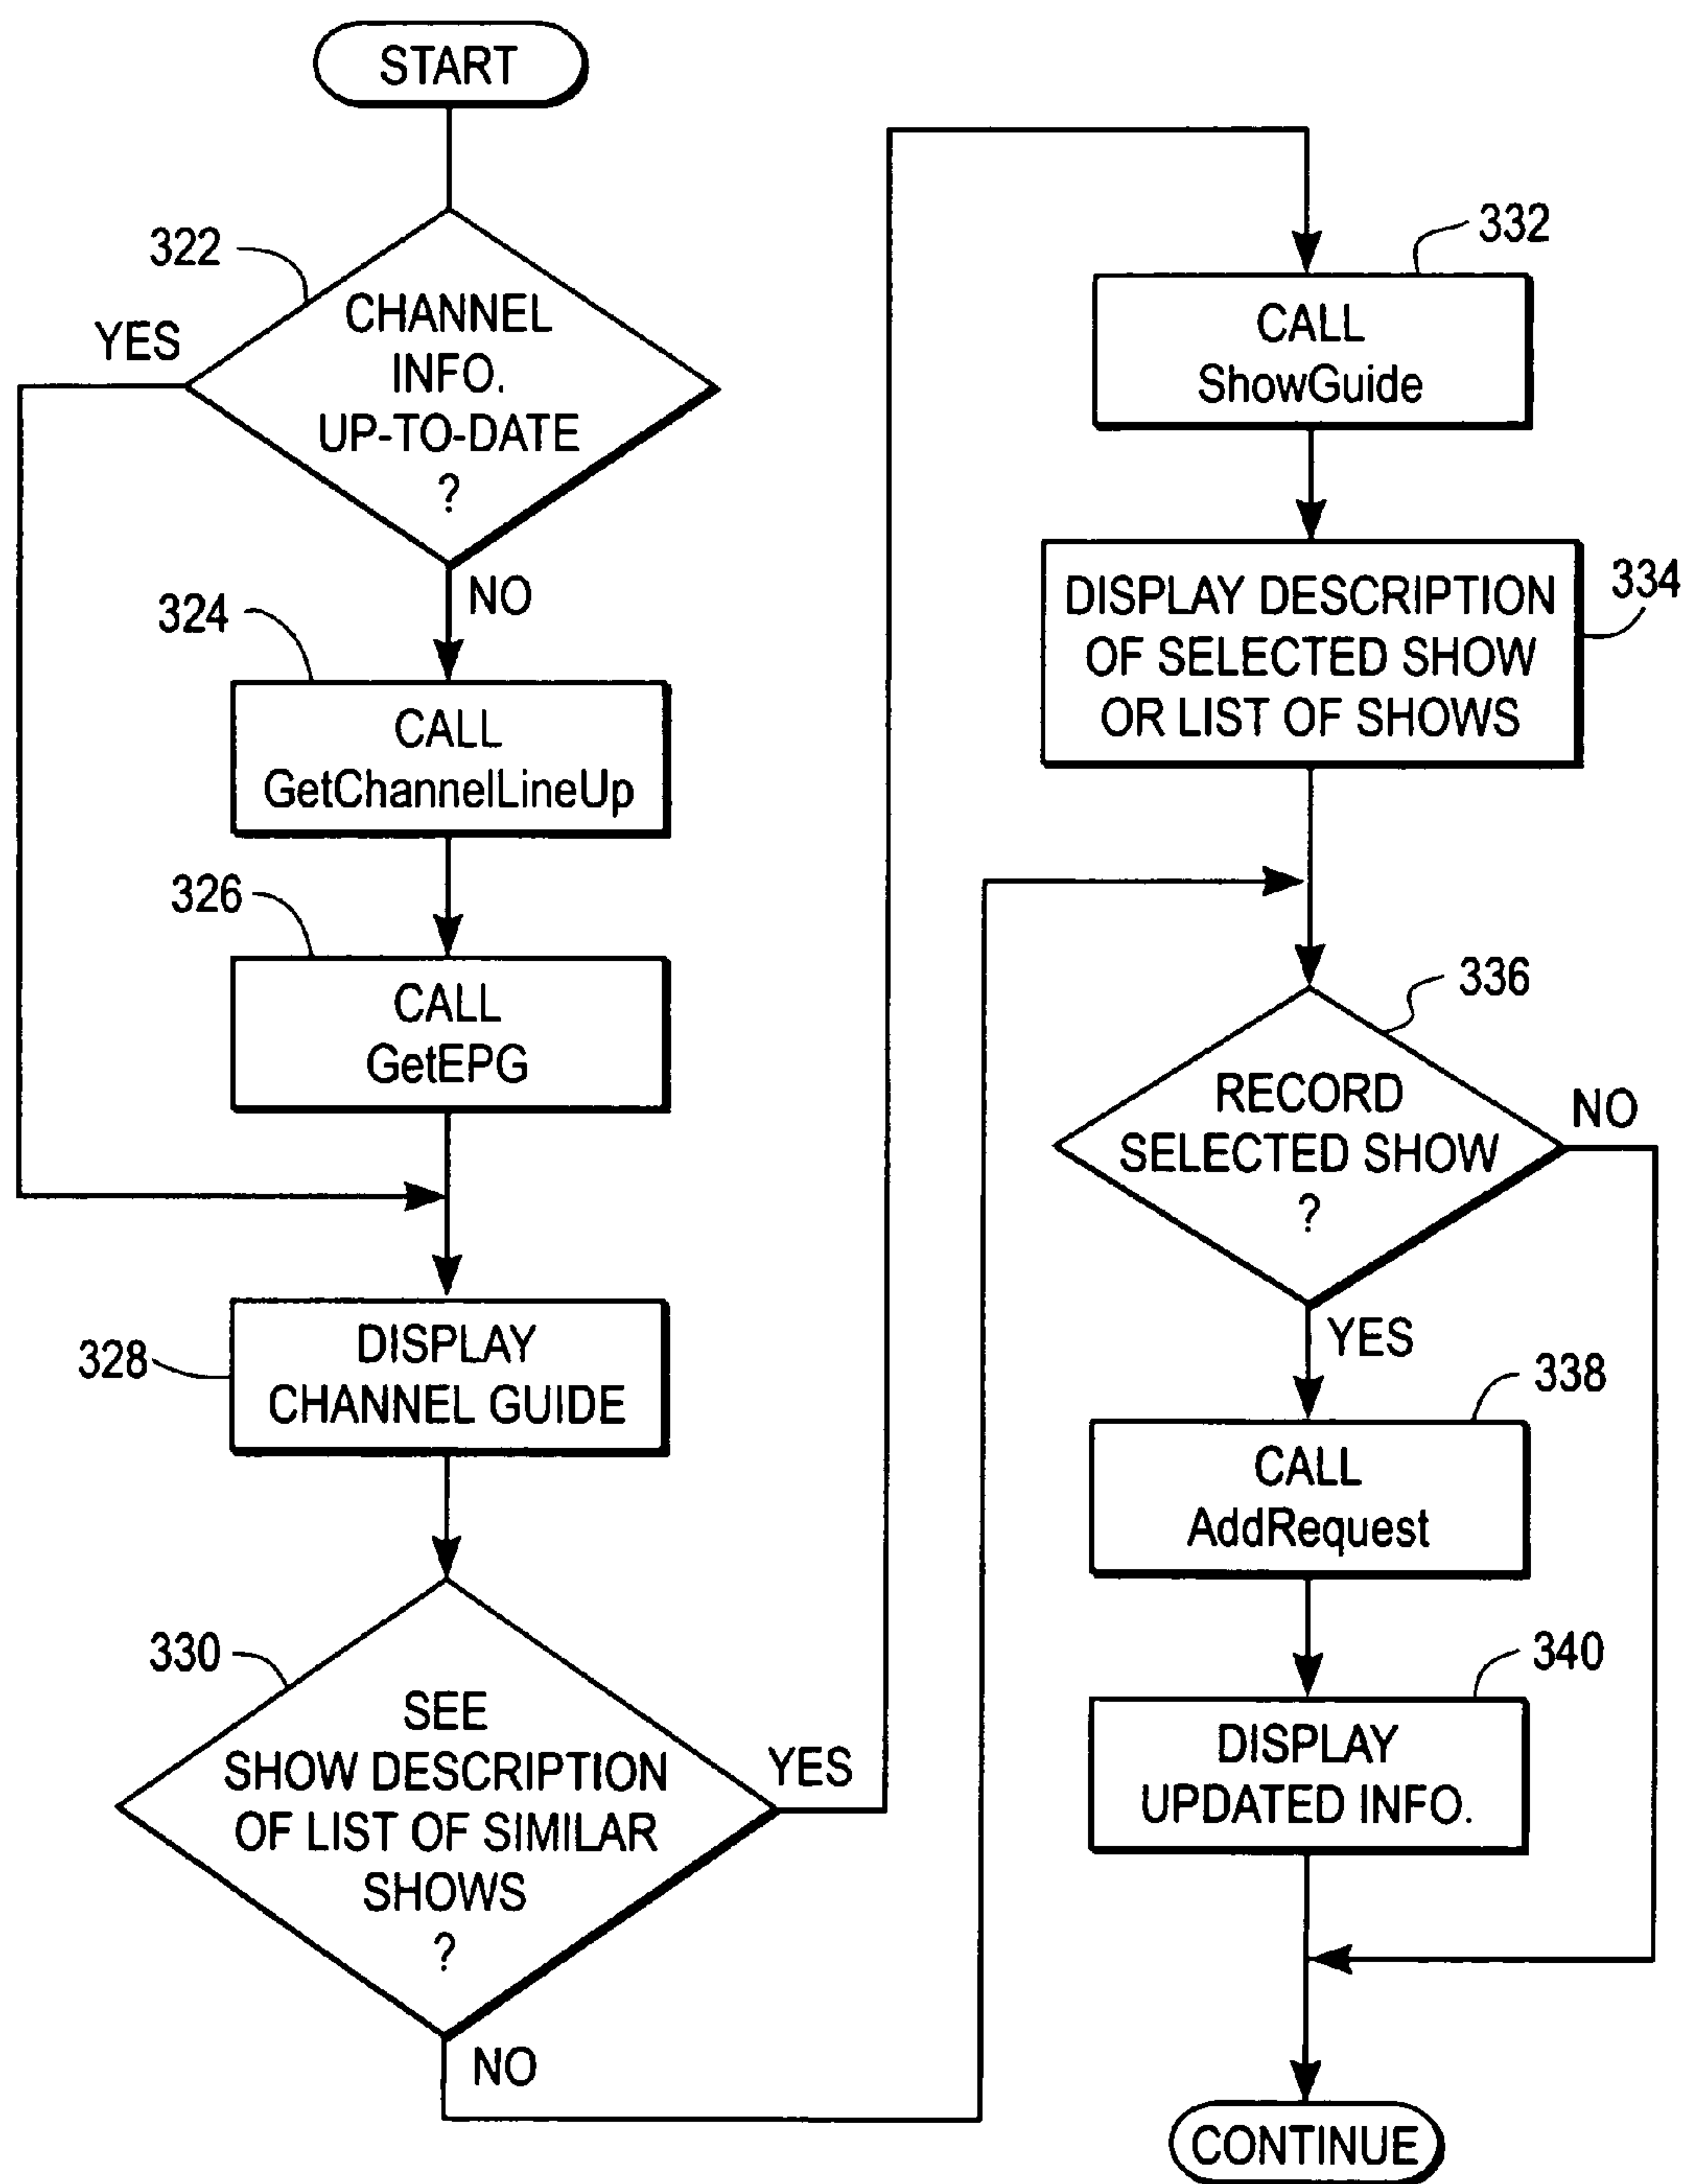 START
322
CHANNEL
INFO.
UP-TO-DATE
?
YES
NO
324
CALL
GetChannelLineUp
326
CALL
GetEPG
328
DISPLAY
CHANNEL GUIDE
330
SEE
SHOW DESCRIPTION
OF LIST OF SIMILAR
SHOWS
?
YES
NO
332
CALL
ShowGuide
334
DISPLAY DESCRIPTION
OF SELECTED SHOW
OR LIST OF SHOWS
336
RECORD
SELECTED SHOW
?
NO
YES
338
CALL
AddRequest
340
DISPLAY
UPDATED INFO.
CONTINUE